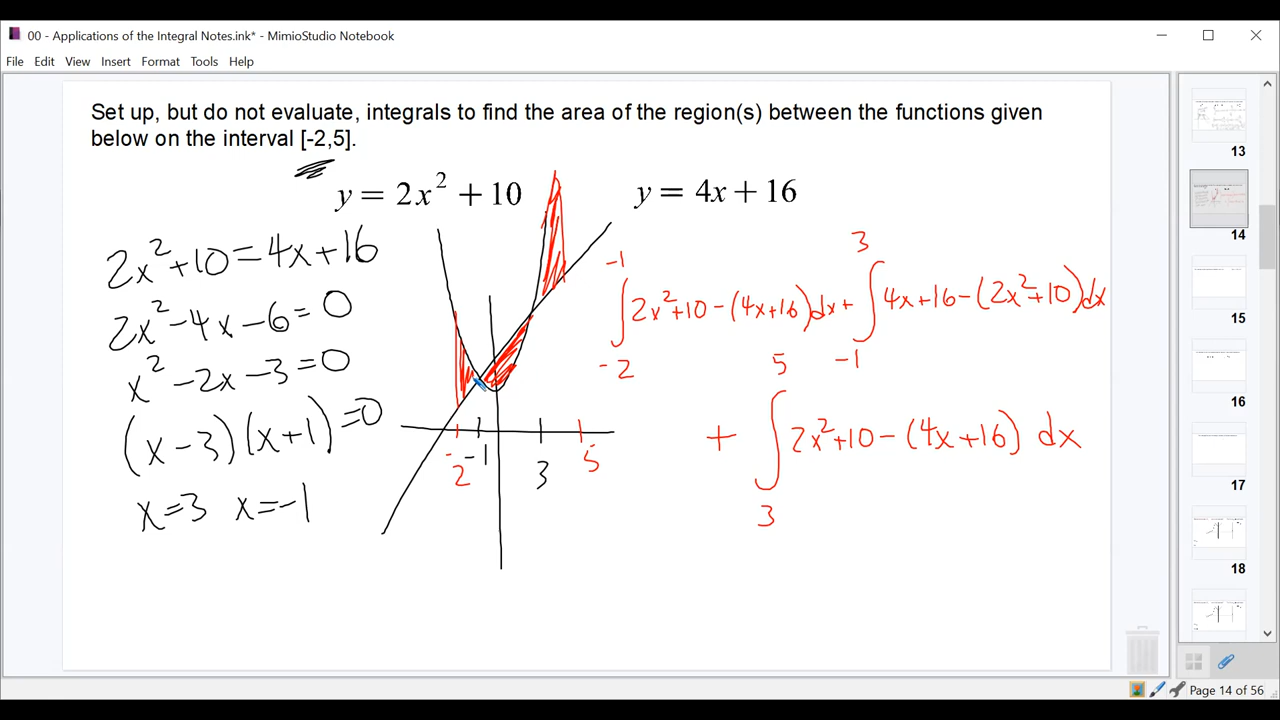 00 - Applications of the Integral Notes.ink* - MimioStudio Notebook
File Edit View Insert Format Tools Help
Set up, but do not evaluate, integrals to find the area of the region(s) between the functions given
below on the interval [-2,5].
y = 2x² + 10
y = 4x + 16
2x²+10=4x+16
2x²-4x-6=0
x²-2x-3=0
(x-3)(x+1)=0
x=3 x=-1
-2 -1 3 5
∫_{-2}^{-1} 2x²+10-(4x+16)dx + ∫_{-1}^{3} 4x+16-(2x²+10)dx
+ ∫_{3}^{5} 2x²+10-(4x+16) dx
13
14
15
16
17
18
Page 14 of 56